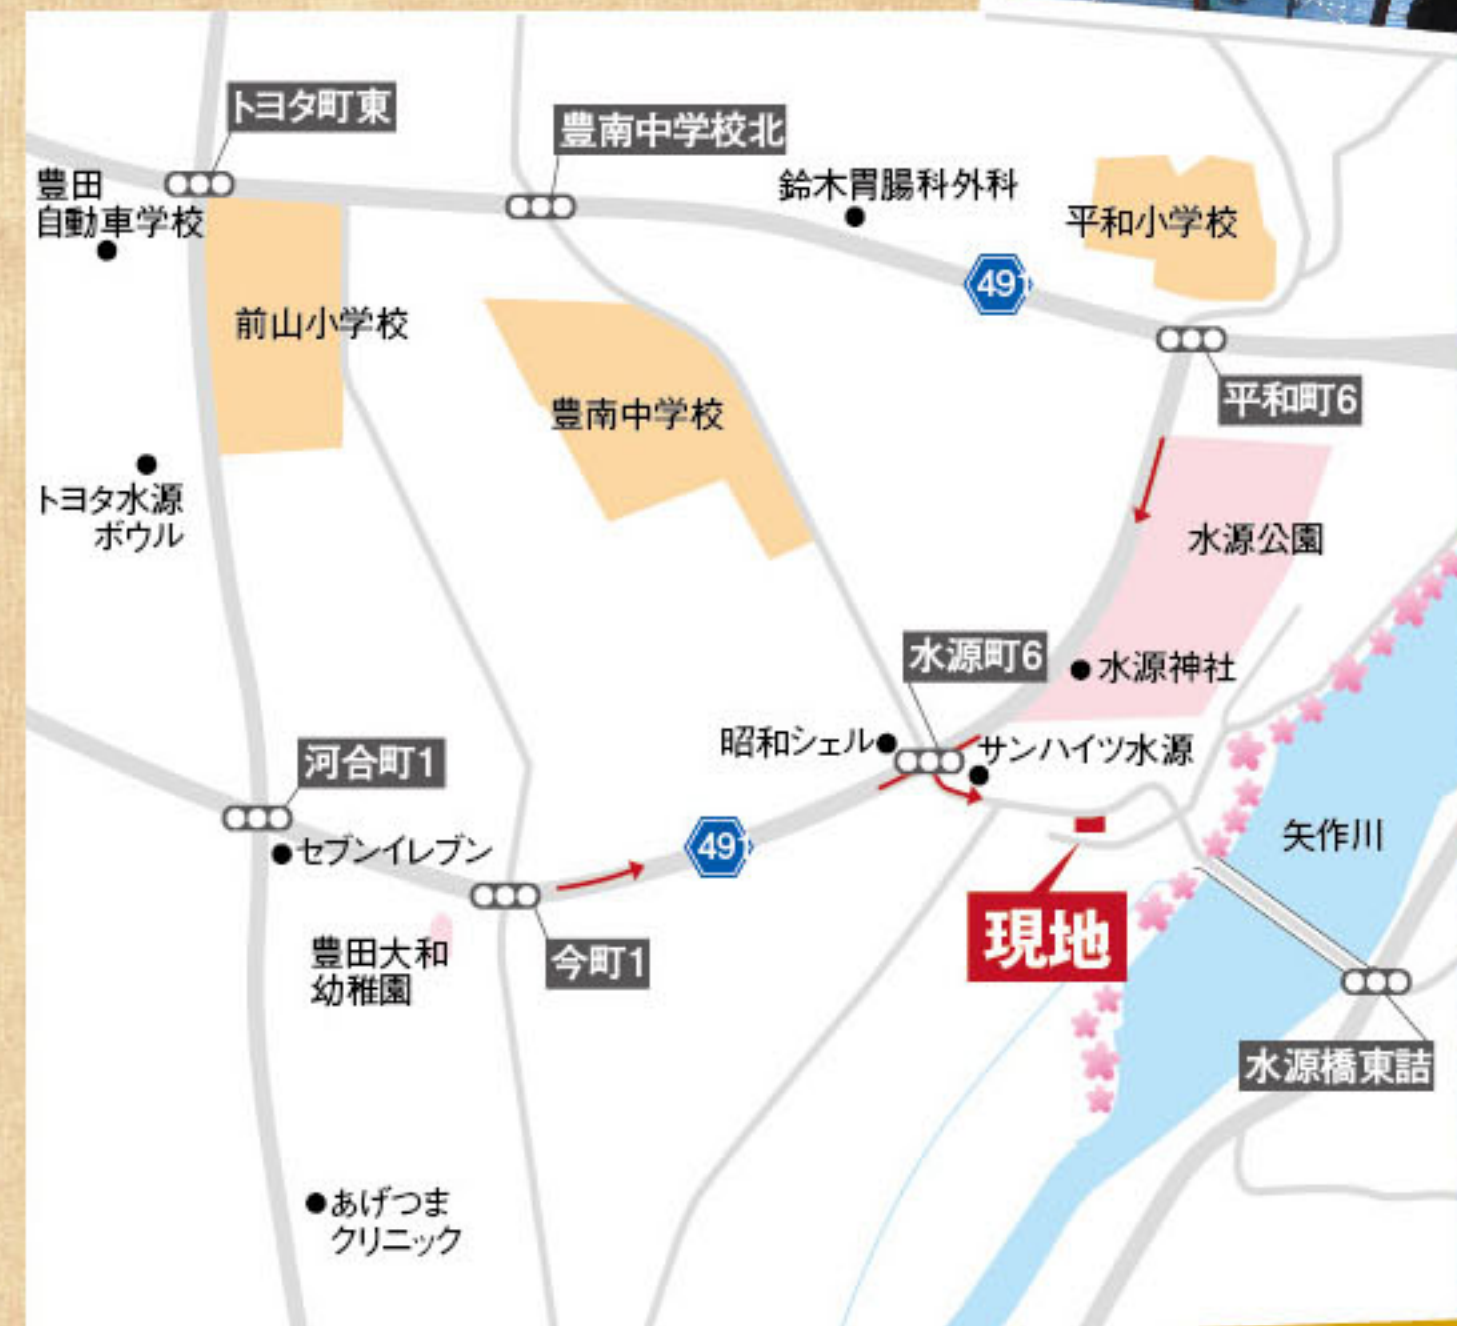 トヨタ町東
豊南中学校北
豊田
自動車学校
鈴木胃腸科外科
平和小学校
491
前山小学校
平和町6
豊南中学校
トヨタ水源
ボウル
水源公園
水源町6
水源神社
昭和シェル
サンハイツ水源
河合町1
セブンイレブン
491
矢作川
現地
豊田大和
幼稚園
今町1
水源橋東詰
あげつま
クリニック